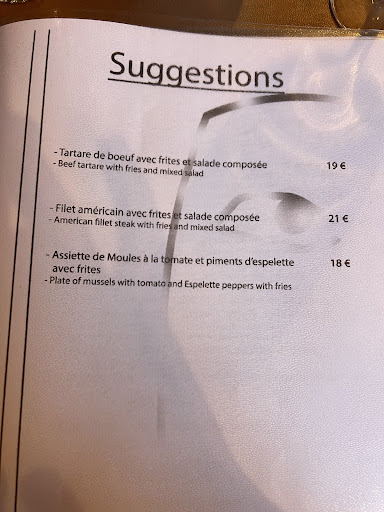 Suggestions
- Tartare de boeuf avec frites et salade composée 19 €
- Beef tartare with fries and mixed salad
- Filet américain avec frites et salade composée 21 €
- American fillet steak with fries and mixed salad
- Assiette de Moules à la tomate et piments d'espelette 18 €
avec frites
- Plate of mussels with tomato and Espelette peppers with fries